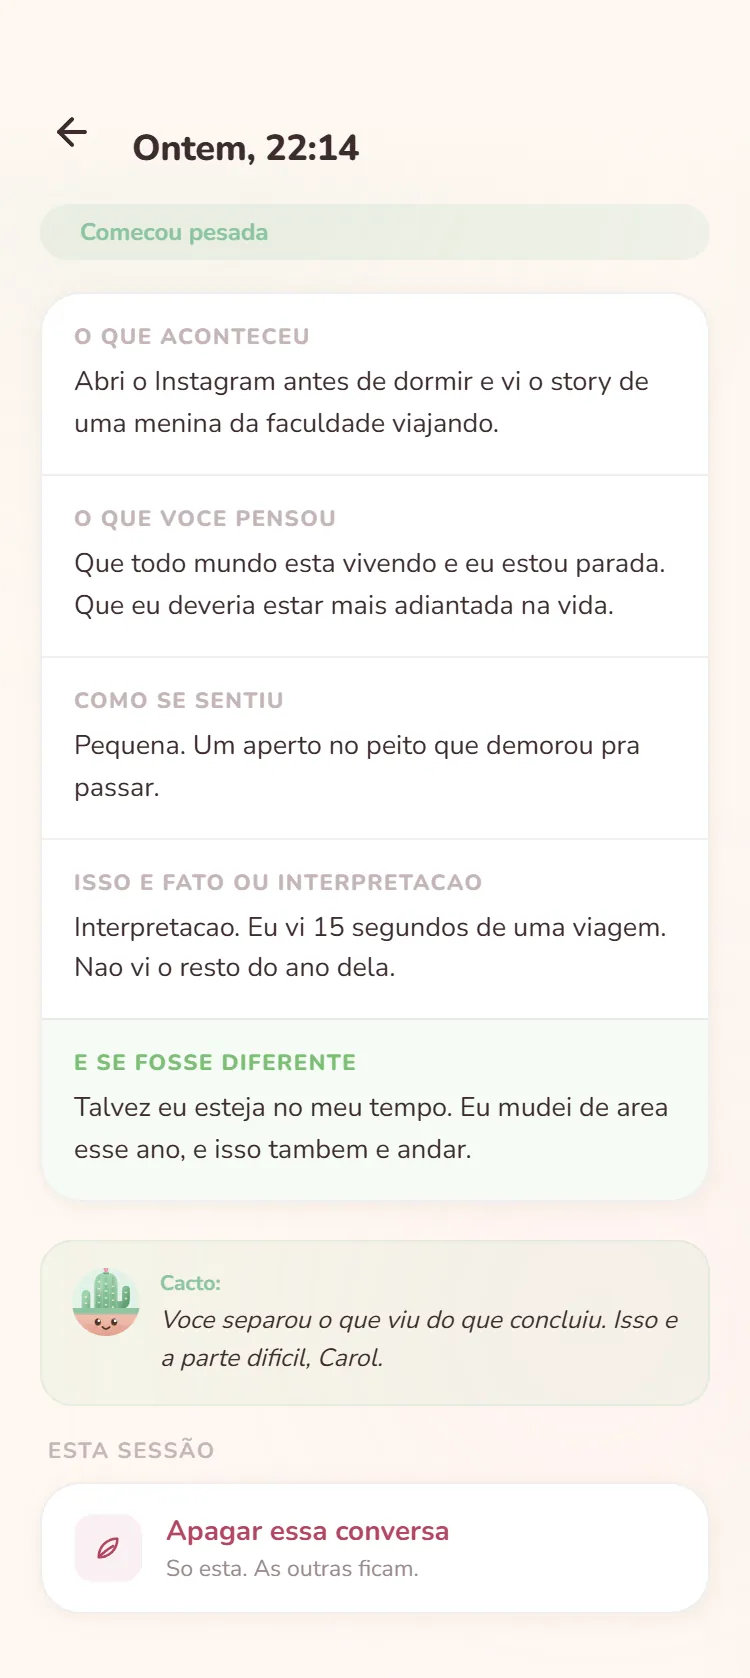 Ontem, 22:14
Comecou pesada
O QUE ACONTECEU
Abri o Instagram antes de dormir e vi o story de
uma menina da faculdade viajando.
O QUE VOCE PENSOU
Que todo mundo esta vivendo e eu estou parada.
Que eu deveria estar mais adiantada na vida.
COMO SE SENTIU
Pequena. Um aperto no peito que demorou pra
passar.
ISSO E FATO OU INTERPRETACAO
Interpretacao. Eu vi 15 segundos de uma viagem.
Nao vi o resto do ano dela.
E SE FOSSE DIFERENTE
Talvez eu esteja no meu tempo. Eu mudei de area
esse ano, e isso tambem e andar.
Cacto:
Voce separou o que viu do que concluiu. Isso e
a parte dificil, Carol.
ESTA SESSÃO
Apagar essa conversa
So esta. As outras ficam.